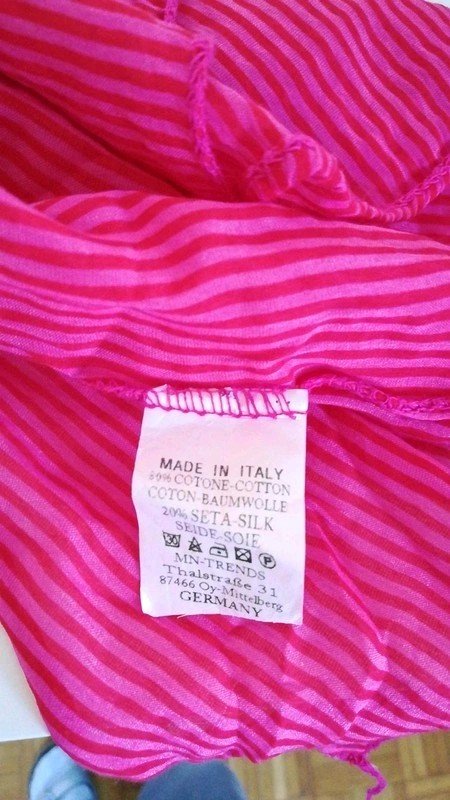 MADE IN ITALY
80% COTONE-COTTON
COTON-BAUMWOLLE
20% SETA-SILK
SEIDE-SOIE
P
MN-TRENDS
Thalstraße 31
87466 Oy-Mittelberg
GERMANY